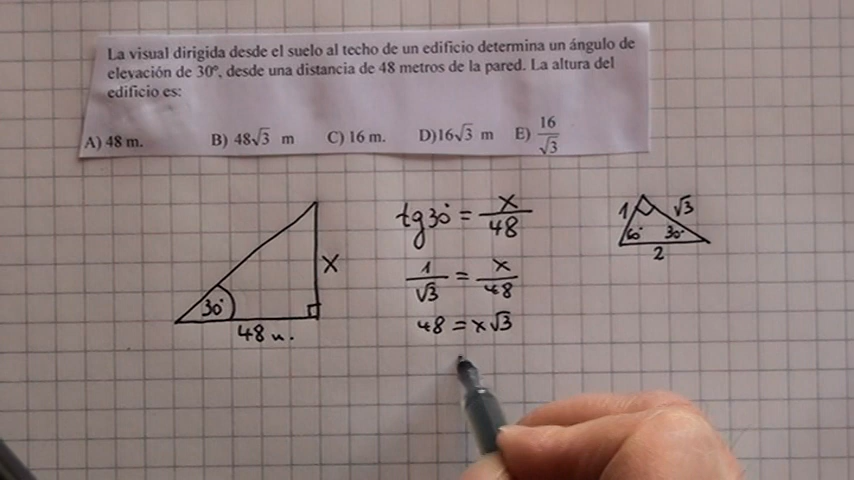 La visual dirigida desde el suelo al techo de un edificio determina un ángulo de
elevación de 30º, desde una distancia de 48 metros de la pared. La altura del
edificio es:
A) 48 m. B) 48√3 m C) 16 m. D)16√3 m E) 16/√3
tg30° = x/48
1/√3 = x/48
48 = x√3
30°
x
48 m.
1 √3
60° 30°
2